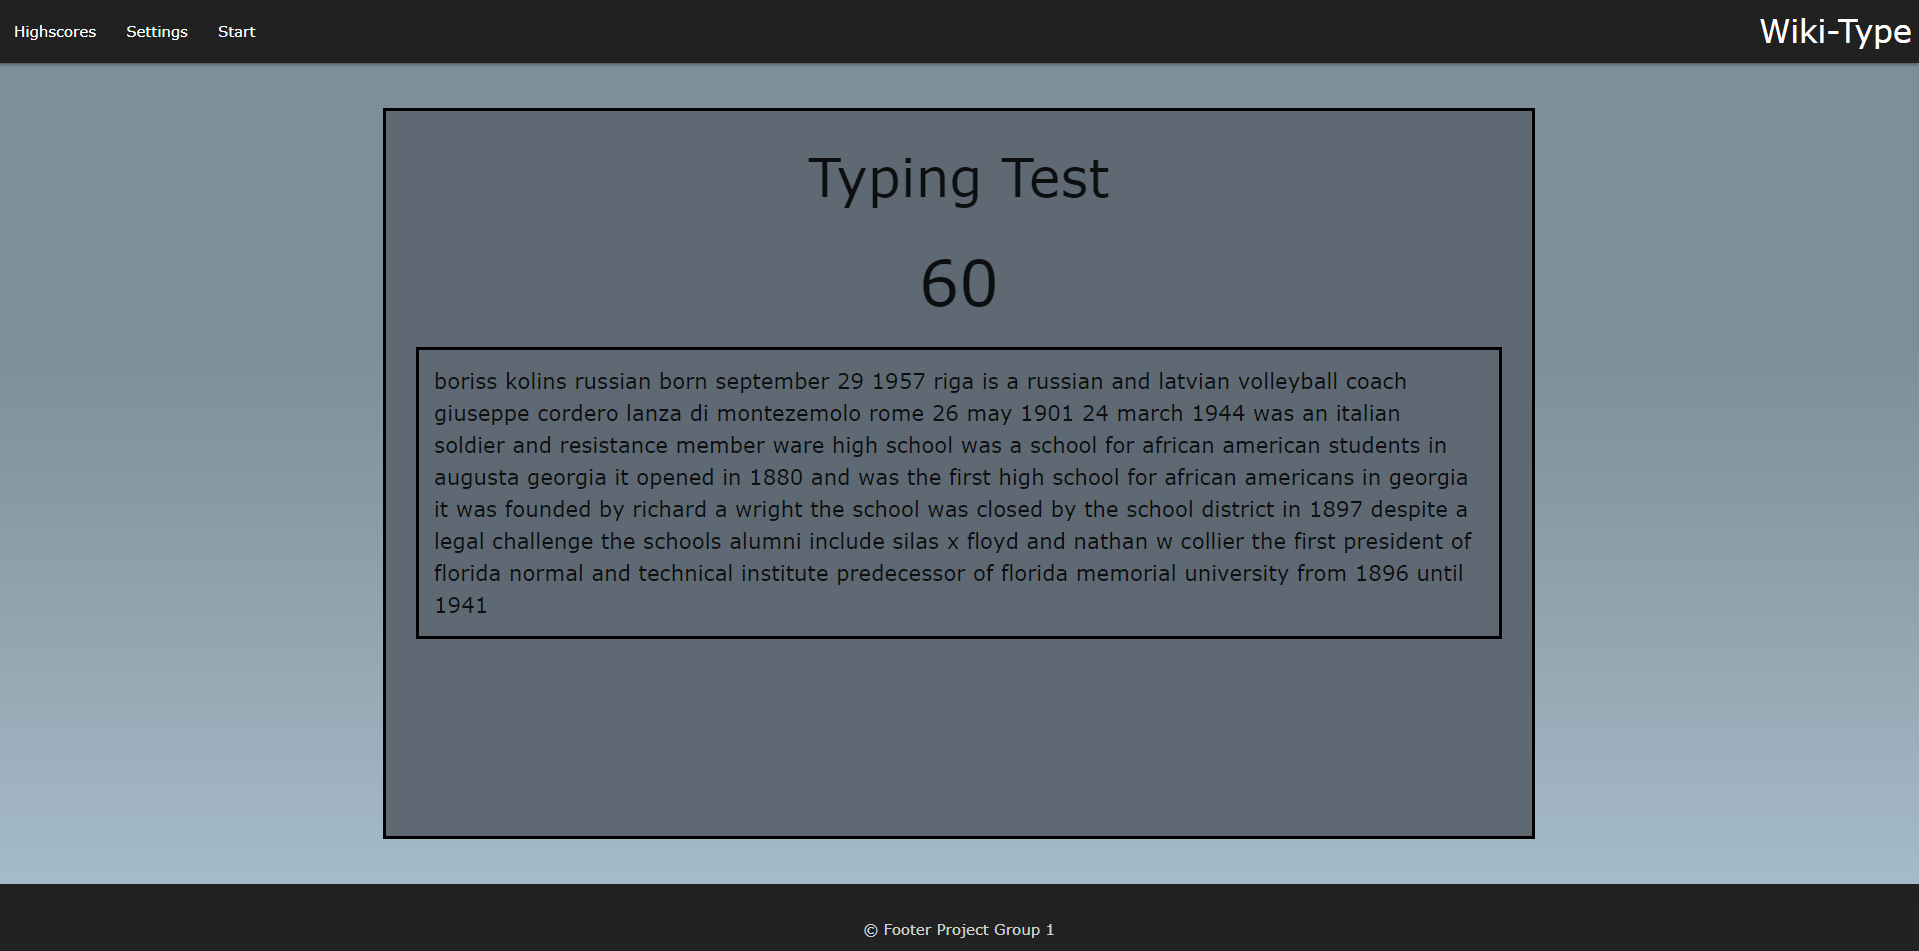 Highscores Settings Start Wiki-Type
Typing Test
60
boriss kolins russian born september 29 1957 riga is a russian and latvian volleyball coach
giuseppe cordero lanza di montezemolo rome 26 may 1901 24 march 1944 was an italian
soldier and resistance member ware high school was a school for african american students in
augusta georgia it opened in 1880 and was the first high school for african americans in georgia
it was founded by richard a wright the school was closed by the school district in 1897 despite a
legal challenge the schools alumni include silas x floyd and nathan w collier the first president of
florida normal and technical institute predecessor of florida memorial university from 1896 until
1941
© Footer Project Group 1